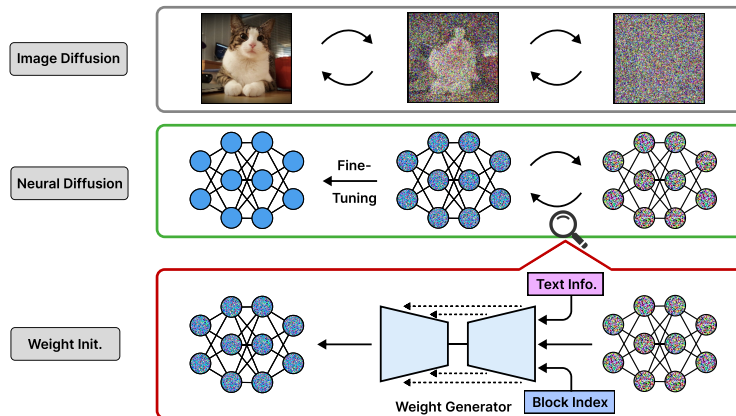 Image Diffusion
Neural Diffusion
Fine-
Tuning
Text Info.
Weight Init.
Block Index
Weight Generator